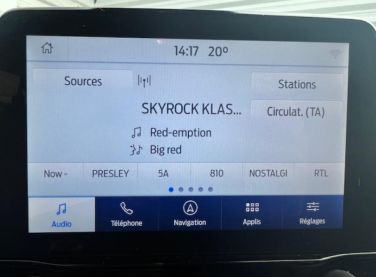 14:17 20°
Sources
Stations
SKYROCK KLAS...
Circulat. (TA)
Red-emption
Big red
Now - PRESLEY 5A 810 NOSTALGI RTL
Audio Téléphone Navigation Applis Réglages